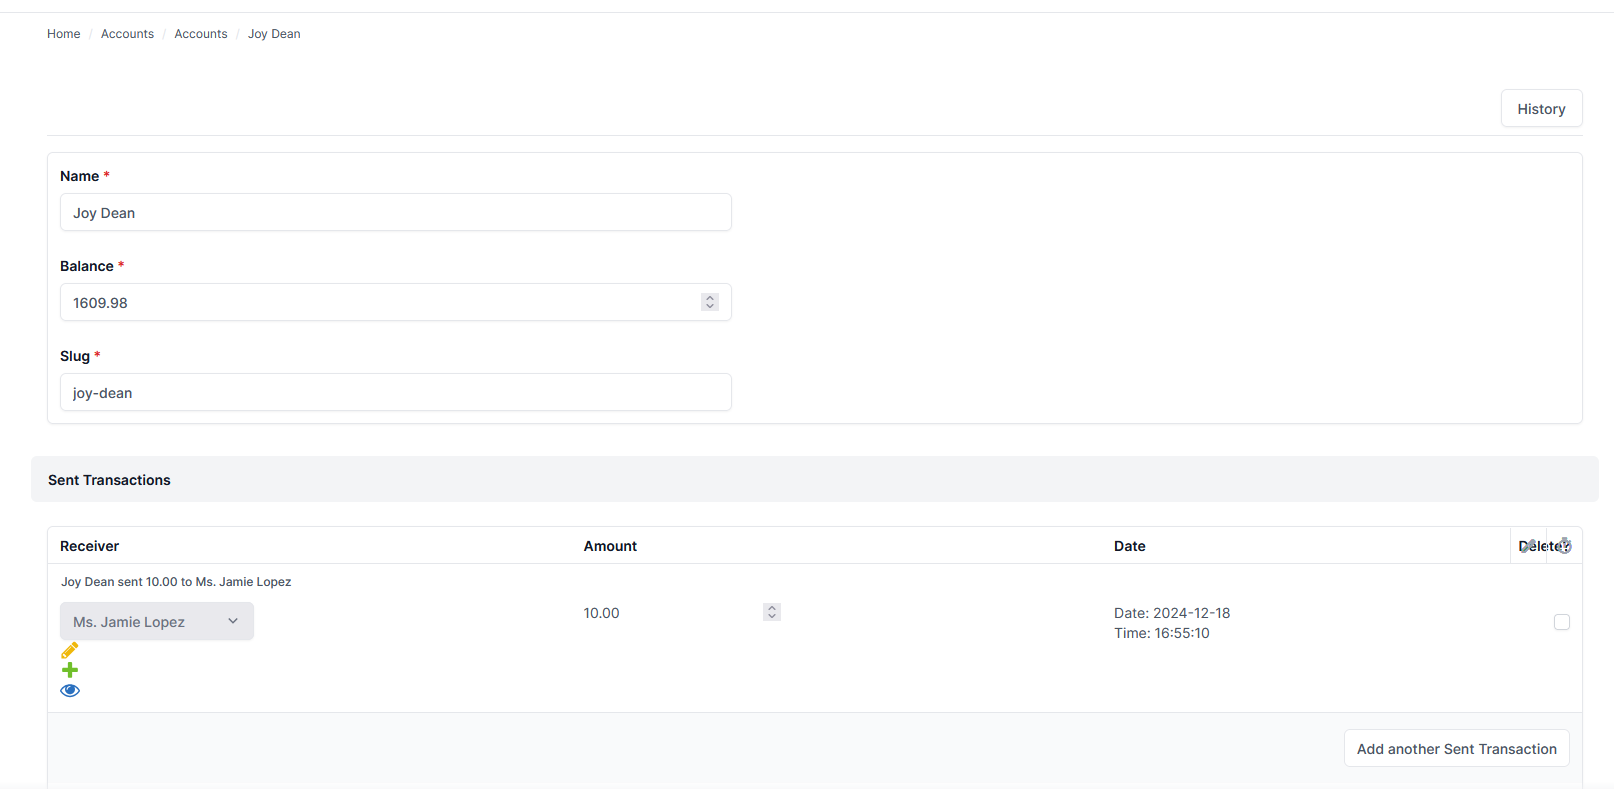 Home / Accounts / Accounts / Joy Dean
History
Name *
Joy Dean
Balance *
1609.98
Slug *
joy-dean
Sent Transactions
Receiver Amount Date Delete?
Joy Dean sent 10.00 to Ms. Jamie Lopez
Ms. Jamie Lopez 10.00 Date: 2024-12-18
Time: 16:55:10
Add another Sent Transaction